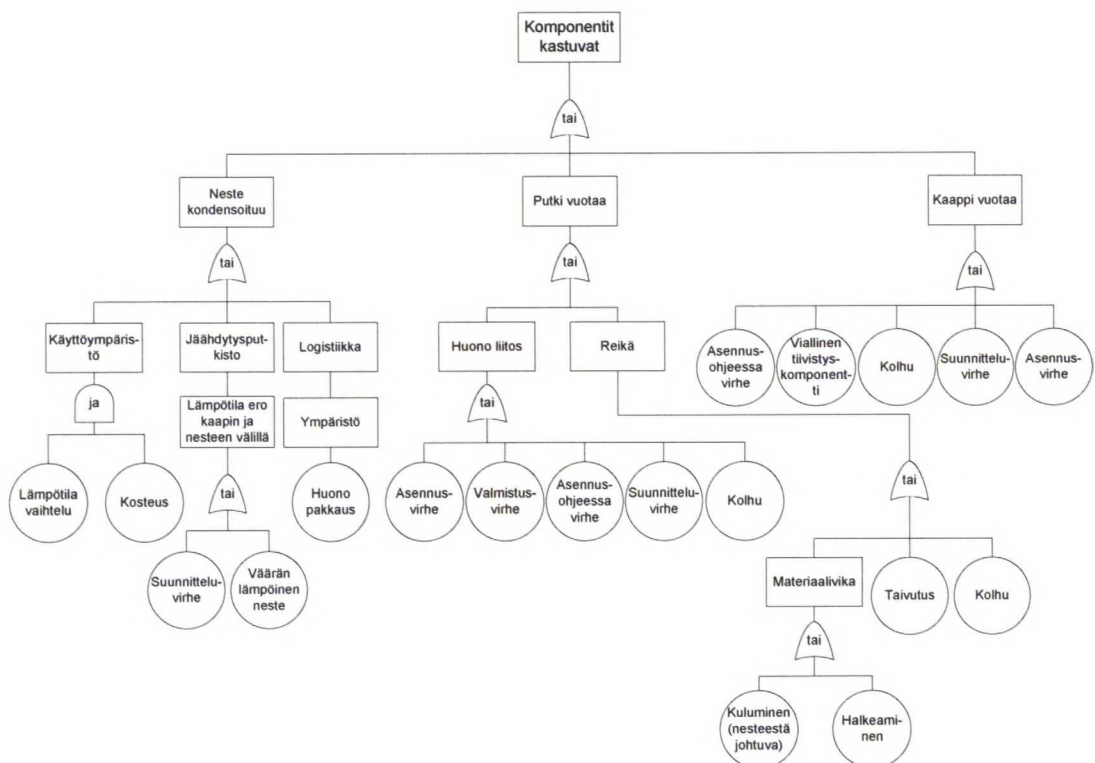 Komponentit
kastuvat
tai
Neste
kondensoituu
Putki vuotaa
Kaappi vuotaa
tai
tai
tai
Käyttöympäris-
tö
Jäähdytysput-
kisto
Logistiikka
Huono liitos
Reikä
Asennus-
ohjeessa
virhe
Viallinen
tiivistys-
komponent-
ti
Kolhu
Suunnittelu-
virhe
Asennus-
virhe
ja
Lämpötila ero
kaapin ja
nesteen välillä
Ympäristö
tai
Lämpötila
vaihtelu
Kosteus
tai
Huono
pakkaus
Asennus-
virhe
Valmistus-
virhe
Asennus-
ohjeessa
virhe
Suunnittelu-
virhe
Kolhu
tai
Suunnittelu-
virhe
Väärän
lämpöinen
neste
Materiaalivika
Taivutus
Kolhu
tai
Kuluminen
(nesteestä
johtuva)
Halkeami-
nen